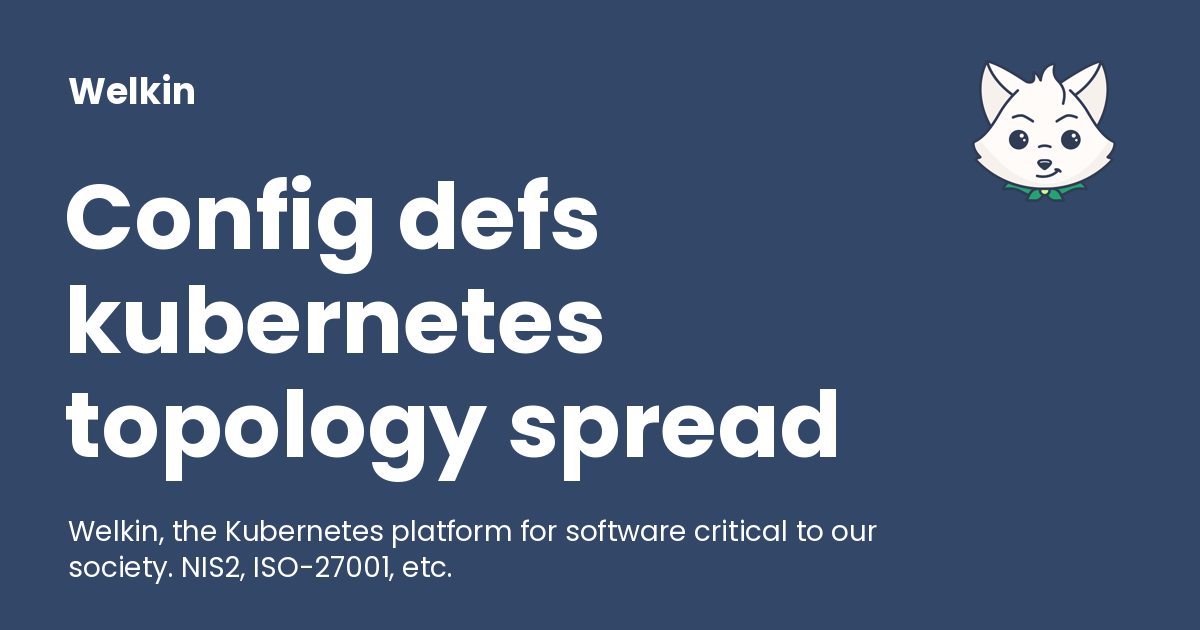 Welkin
Config defs
kubernetes
topology spread
Welkin, the Kubernetes platform for software critical to our
society. NIS2, ISO-27001, etc.